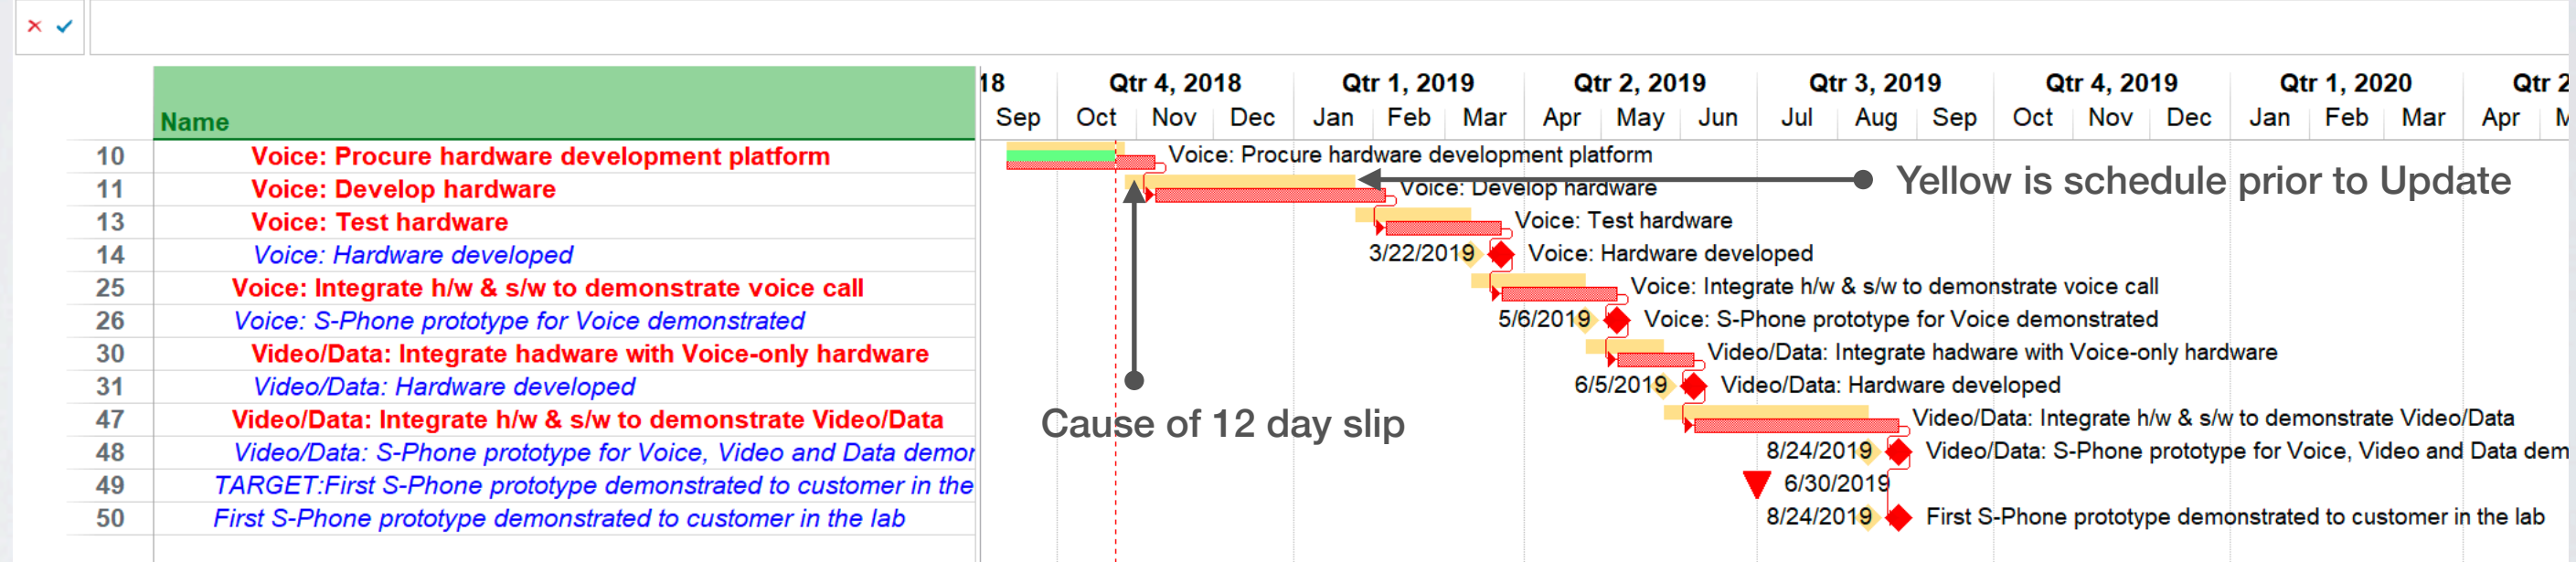 18 Qtr 4, 2018 Qtr 1, 2019 Qtr 2, 2019 Qtr 3, 2019 Qtr 4, 2019 Qtr 1, 2020 Qtr 2
Name Sep Oct Nov Dec Jan Feb Mar Apr May Jun Jul Aug Sep Oct Nov Dec Jan Feb Mar Apr M
10 Voice: Procure hardware development platform Voice: Procure hardware development platform
11 Voice: Develop hardware Voice: Develop hardware Yellow is schedule prior to Update
13 Voice: Test hardware Voice: Test hardware
14 Voice: Hardware developed 3/22/2019 Voice: Hardware developed
25 Voice: Integrate h/w & s/w to demonstrate voice call Voice: Integrate h/w & s/w to demonstrate voice call
26 Voice: S-Phone prototype for Voice demonstrated 5/6/2019 Voice: S-Phone prototype for Voice demonstrated
30 Video/Data: Integrate hadware with Voice-only hardware Video/Data: Integrate hadware with Voice-only hardware
31 Video/Data: Hardware developed 6/5/2019 Video/Data: Hardware developed
47 Video/Data: Integrate h/w & s/w to demonstrate Video/Data Cause of 12 day slip Video/Data: Integrate h/w & s/w to demonstrate Video/Data
48 Video/Data: S-Phone prototype for Voice, Video and Data demor 8/24/2019 Video/Data: S-Phone prototype for Voice, Video and Data dem
49 TARGET:First S-Phone prototype demonstrated to customer in the 6/30/2019
50 First S-Phone prototype demonstrated to customer in the lab 8/24/2019 First S-Phone prototype demonstrated to customer in the lab